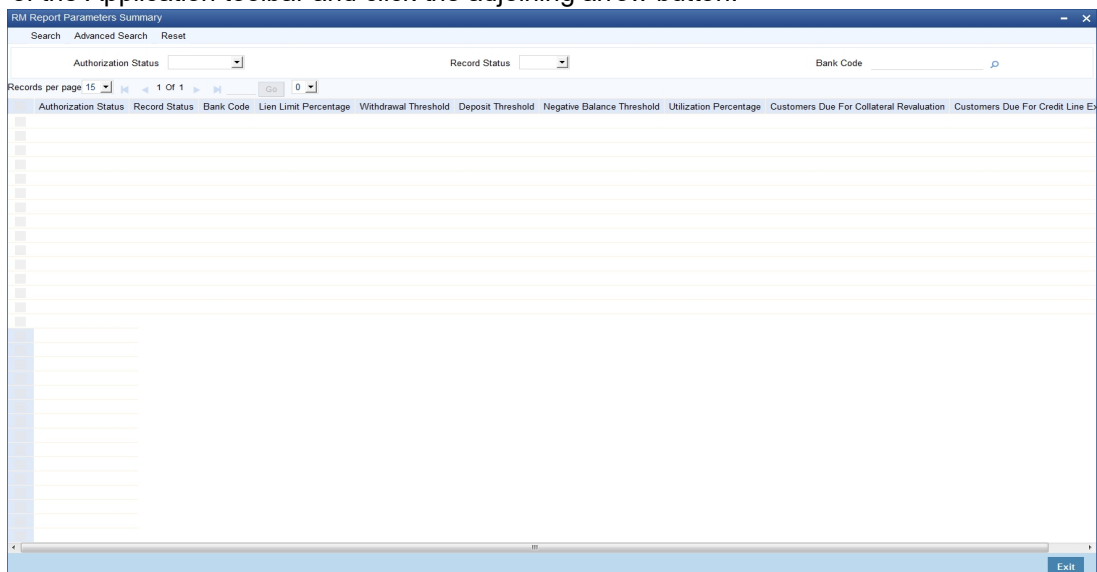 of the Application toolbar and click the adjoining arrow button.
RM Report Parameters Summary
Search Advanced Search Reset
Authorization Status Record Status Bank Code
Records per page 15 1 Of 1 Go 0
Authorization Status Record Status Bank Code Lien Limit Percentage Withdrawal Threshold Deposit Threshold Negative Balance Threshold Utilization Percentage Customers Due For Collateral Revaluation Customers Due For Credit Line Ex
Exit